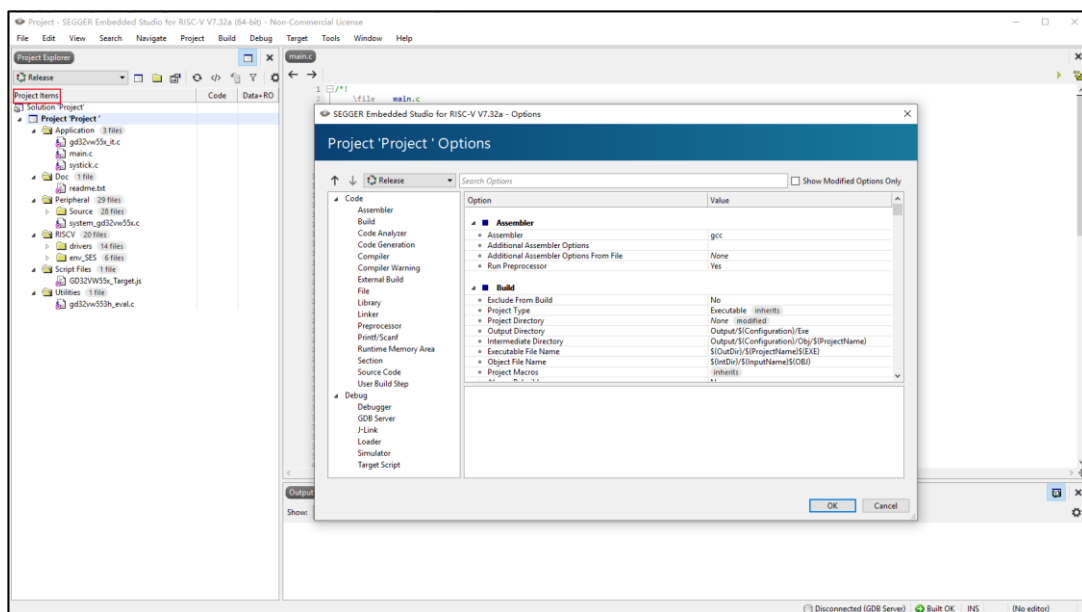 Project - SEGGER Embedded Studio for RISC-V V7.32a (64-bit) - Non-Commercial License
File Edit View Search Navigate Project Build Debug Target Tools Window Help
Project Explorer
Release
Project Items Code Data+RO
Solution 'Project'
Project 'Project '
Application 3 files
gd32vw55x_it.c
main.c
systick.c
Doc 1 file
readme.txt
Peripheral 29 files
Source 28 files
system_gd32vw55x.c
RISCV 20 files
drivers 14 files
env_SES 6 files
Script Files 1 file
GD32VW55x_Target.js
Utilities 1 file
gd32vw553h_eval.c
main.c
1 /*!
2 \file main.c
SEGGER Embedded Studio for RISC-V V7.32a - Options
Project 'Project ' Options
Release Search Options Show Modified Options Only
Code
Assembler
Build
Code Analyzer
Code Generation
Compiler
Compiler Warning
External Build
File
Library
Linker
Preprocessor
Printf/Scanf
Runtime Memory Area
Section
Source Code
User Build Step
Debug
Debugger
GDB Server
J-Link
Loader
Simulator
Target Script
Option Value
Assembler
Assembler gcc
Additional Assembler Options
Additional Assembler Options From File None
Run Preprocessor Yes
Build
Exclude From Build No
Project Type Executable inherits
Project Directory None modified
Output Directory Output/$(Configuration)/Exe
Intermediate Directory Output/$(Configuration)/Obj/$(ProjectName)
Executable File Name $(OutDir)/$(ProjectName)$(EXE)
Object File Name $(IntDir)/$(InputName)$(OBJ)
Project Macros inherits
OK Cancel
Output
Show:
Disconnected (GDB Server) Built OK INS (No editor)